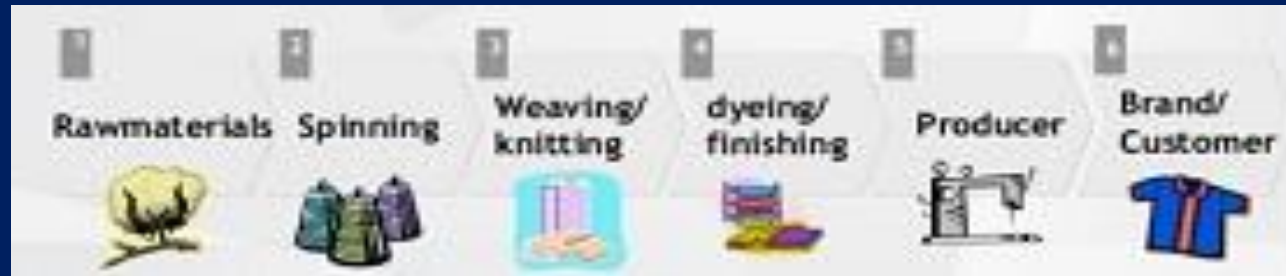 1
Rawmaterials
2
Spinning
3
Weaving/
knitting
4
dyeing/
finishing
5
Producer
6
Brand/
Customer